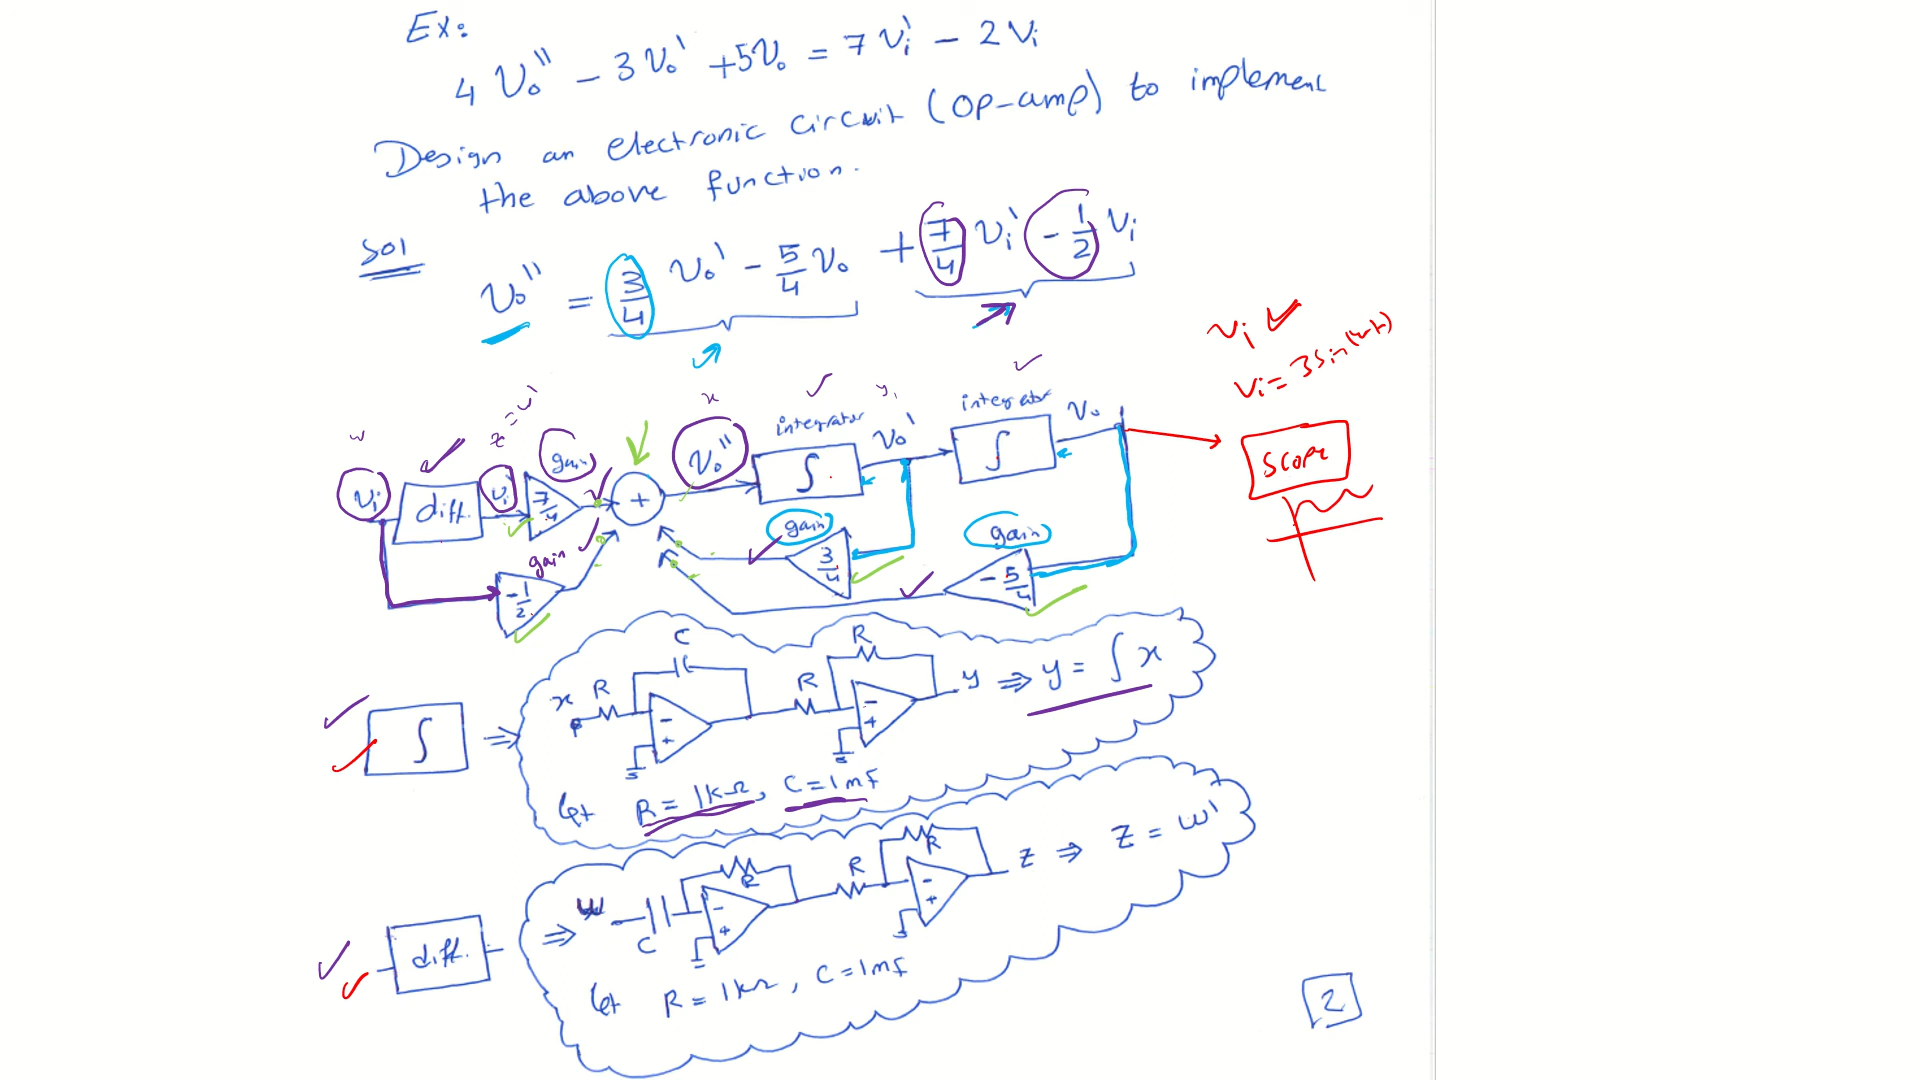 Ex:
4 v₀'' - 3 v₀' + 5v₀ = 7 vᵢ' - 2 vᵢ
Design an electronic circuit (op-amp) to implement
the above function.
Sol
v₀'' = 3/4 v₀' - 5/4 v₀ + 7/4 vᵢ' - 1/2 vᵢ
vᵢ
vᵢ = 3 sin(ωt)
w
z = w'
x
y
integrator
integrator
gain
v₀''
v₀'
v₀
∫
∫
scope
vᵢ
diff.
vᵢ'
7/4
+
gain
gain
gain
-1/2
3/4
-5/4
C
R
x
R
R
y ⇒ y = ∫ x
-
+
-
+
∫ ⇒
let R = 1kΩ, C = 1mf
R
R
R
z ⇒ z = w'
w
C
-
+
-
+
diff. ⇒
let R = 1kΩ, C = 1mf
2